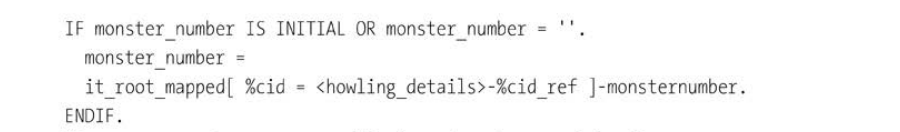 IF monster_number IS INITIAL OR monster_number = ''.
monster_number =
it_root_mapped[ %cid = <howling_details>-%cid_ref ]-monsternumber.
ENDIF.